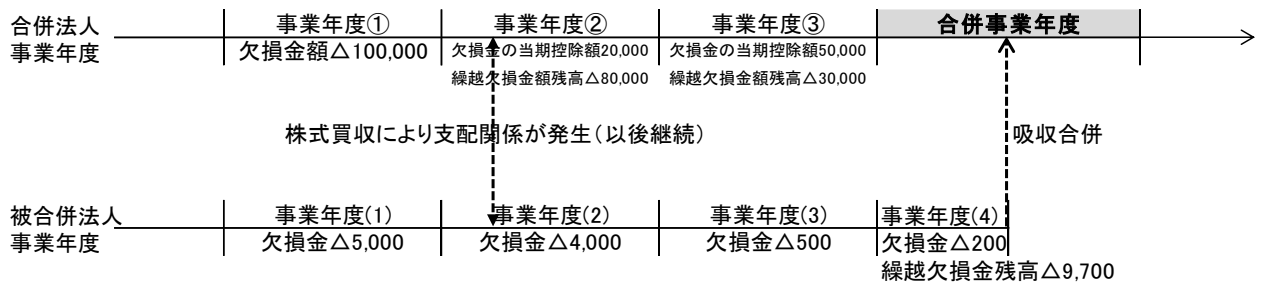 合併法人
事業年度
事業年度① 事業年度② 事業年度③ 合併事業年度
欠損金額△100,000 欠損金の当期控除額20,000 欠損金の当期控除額50,000
繰越欠損金額残高△80,000 繰越欠損金額残高△30,000
株式買収により支配関係が発生(以後継続) 吸収合併
被合併法人
事業年度
事業年度(1) 事業年度(2) 事業年度(3) 事業年度(4)
欠損金△5,000 欠損金△4,000 欠損金△500 欠損金△200
繰越欠損金残高△9,700